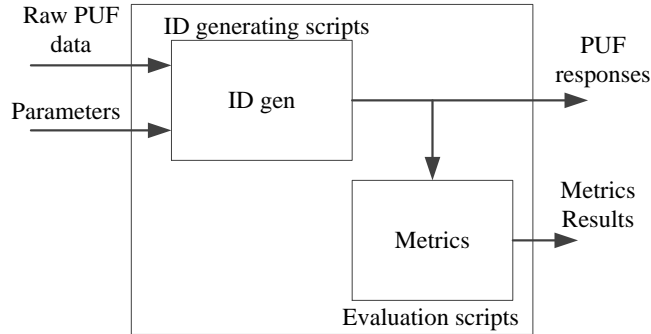 Raw PUF
data
ID generating scripts
PUF
responses
Parameters
ID gen
Metrics
Results
Metrics
Evaluation scripts